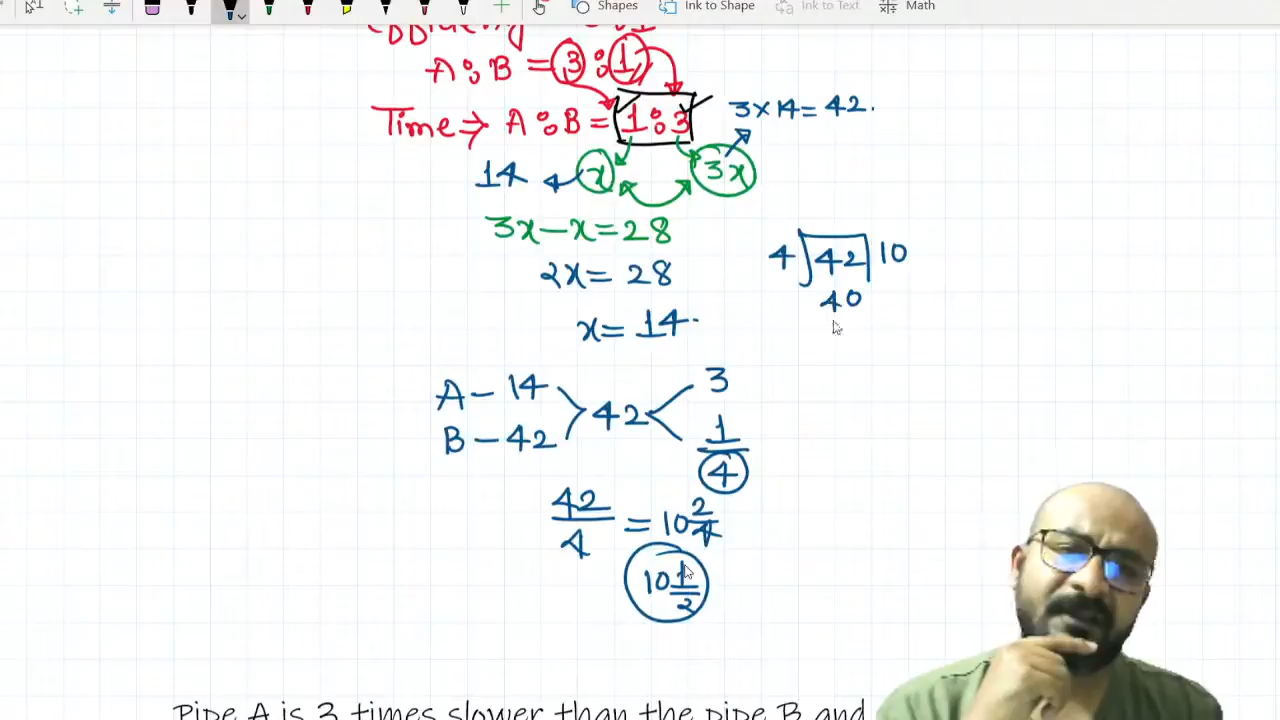 Shapes Ink to Shape Ink to Text Math
A : B = 3 : 1
Time ⇒ A : B = 1 : 3
3 × 14 = 42.
14 x 3x
3x − x = 28
2x = 28
x = 14.
4 ) 42 | 10
40
A − 14
B − 42
42
3
1
4
42/4 = 10 2/4
10 1/2
Pipe A is 3 times slower than the pipe B and